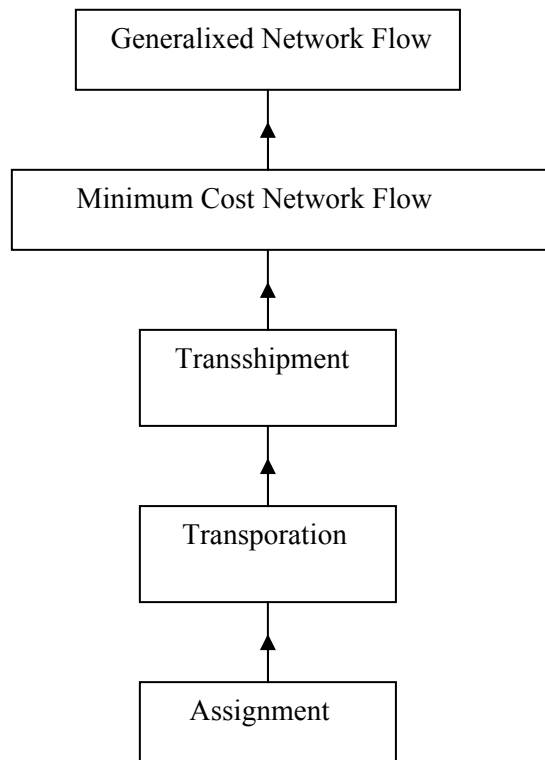 Generalixed Network Flow
Minimum Cost Network Flow
Transshipment
Transporation
Assignment